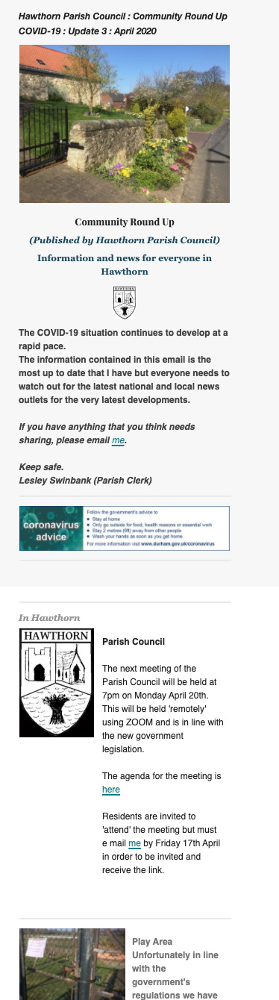 Hawthorn Parish Council : Community Round Up
COVID-19 : Update 3 : April 2020
Community Round Up
(Published by Hawthorn Parish Council)
Information and news for everyone in
Hawthorn
HAWTHORN
The COVID-19 situation continues to develop at a
rapid pace.
The information contained in this email is the
most up to date that I have but everyone needs to
watch out for the latest national and local news
outlets for the very latest developments.
If you have anything that you think needs
sharing, please email me.
Keep safe.
Lesley Swinbank (Parish Clerk)
coronavirus
advice
Follow the government's advice to
Stay at home
Only go outside for food, health reasons or essential work
Stay 2 metres (6ft) away from other people
Wash your hands as soon as you get home
For more information visit www.durham.gov.uk/coronavirus
In Hawthorn
HAWTHORN
Parish Council
The next meeting of the
Parish Council will be held at
7pm on Monday April 20th.
This will be held 'remotely'
using ZOOM and is in line with
the new government
legislation.
The agenda for the meeting is
here
Residents are invited to
'attend' the meeting but must
e mail me by Friday 17th April
in order to be invited and
receive the link.
Play Area
Unfortunately in line
with the
government's
regulations we have